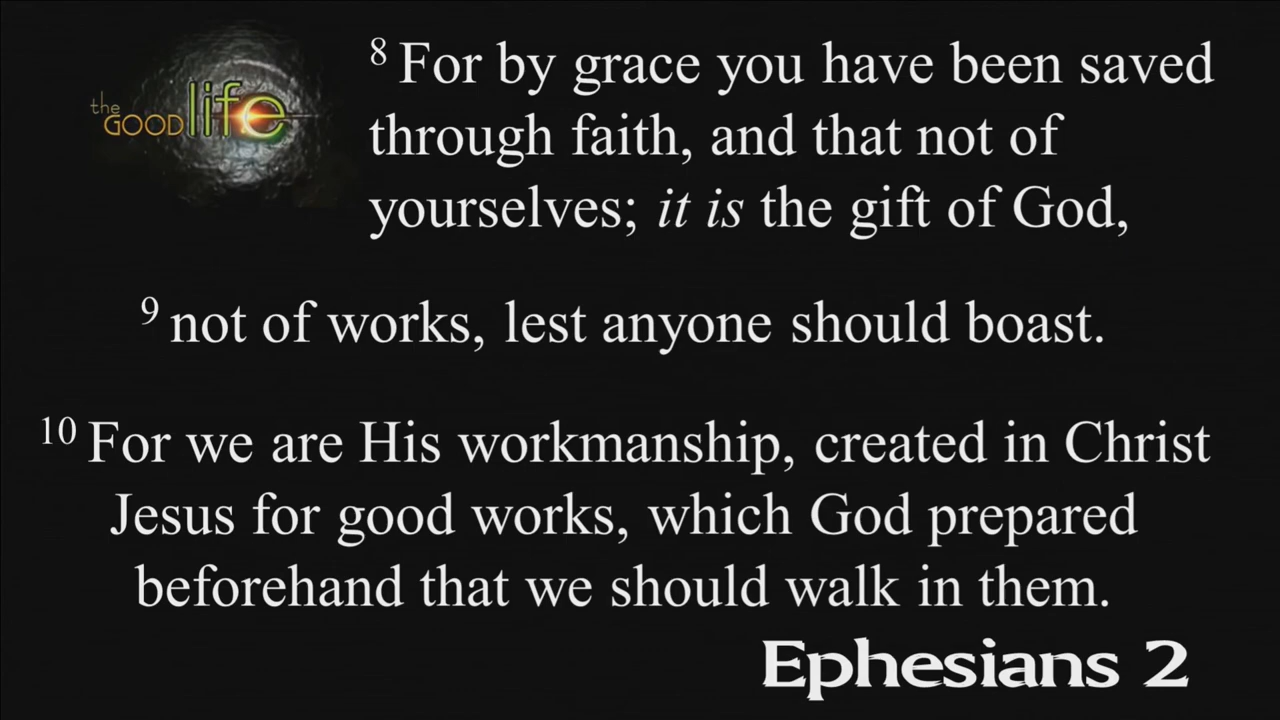 the
GOOD life
8 For by grace you have been saved
through faith, and that not of
yourselves; it is the gift of God,
9 not of works, lest anyone should boast.
10 For we are His workmanship, created in Christ
Jesus for good works, which God prepared
beforehand that we should walk in them.
Ephesians 2